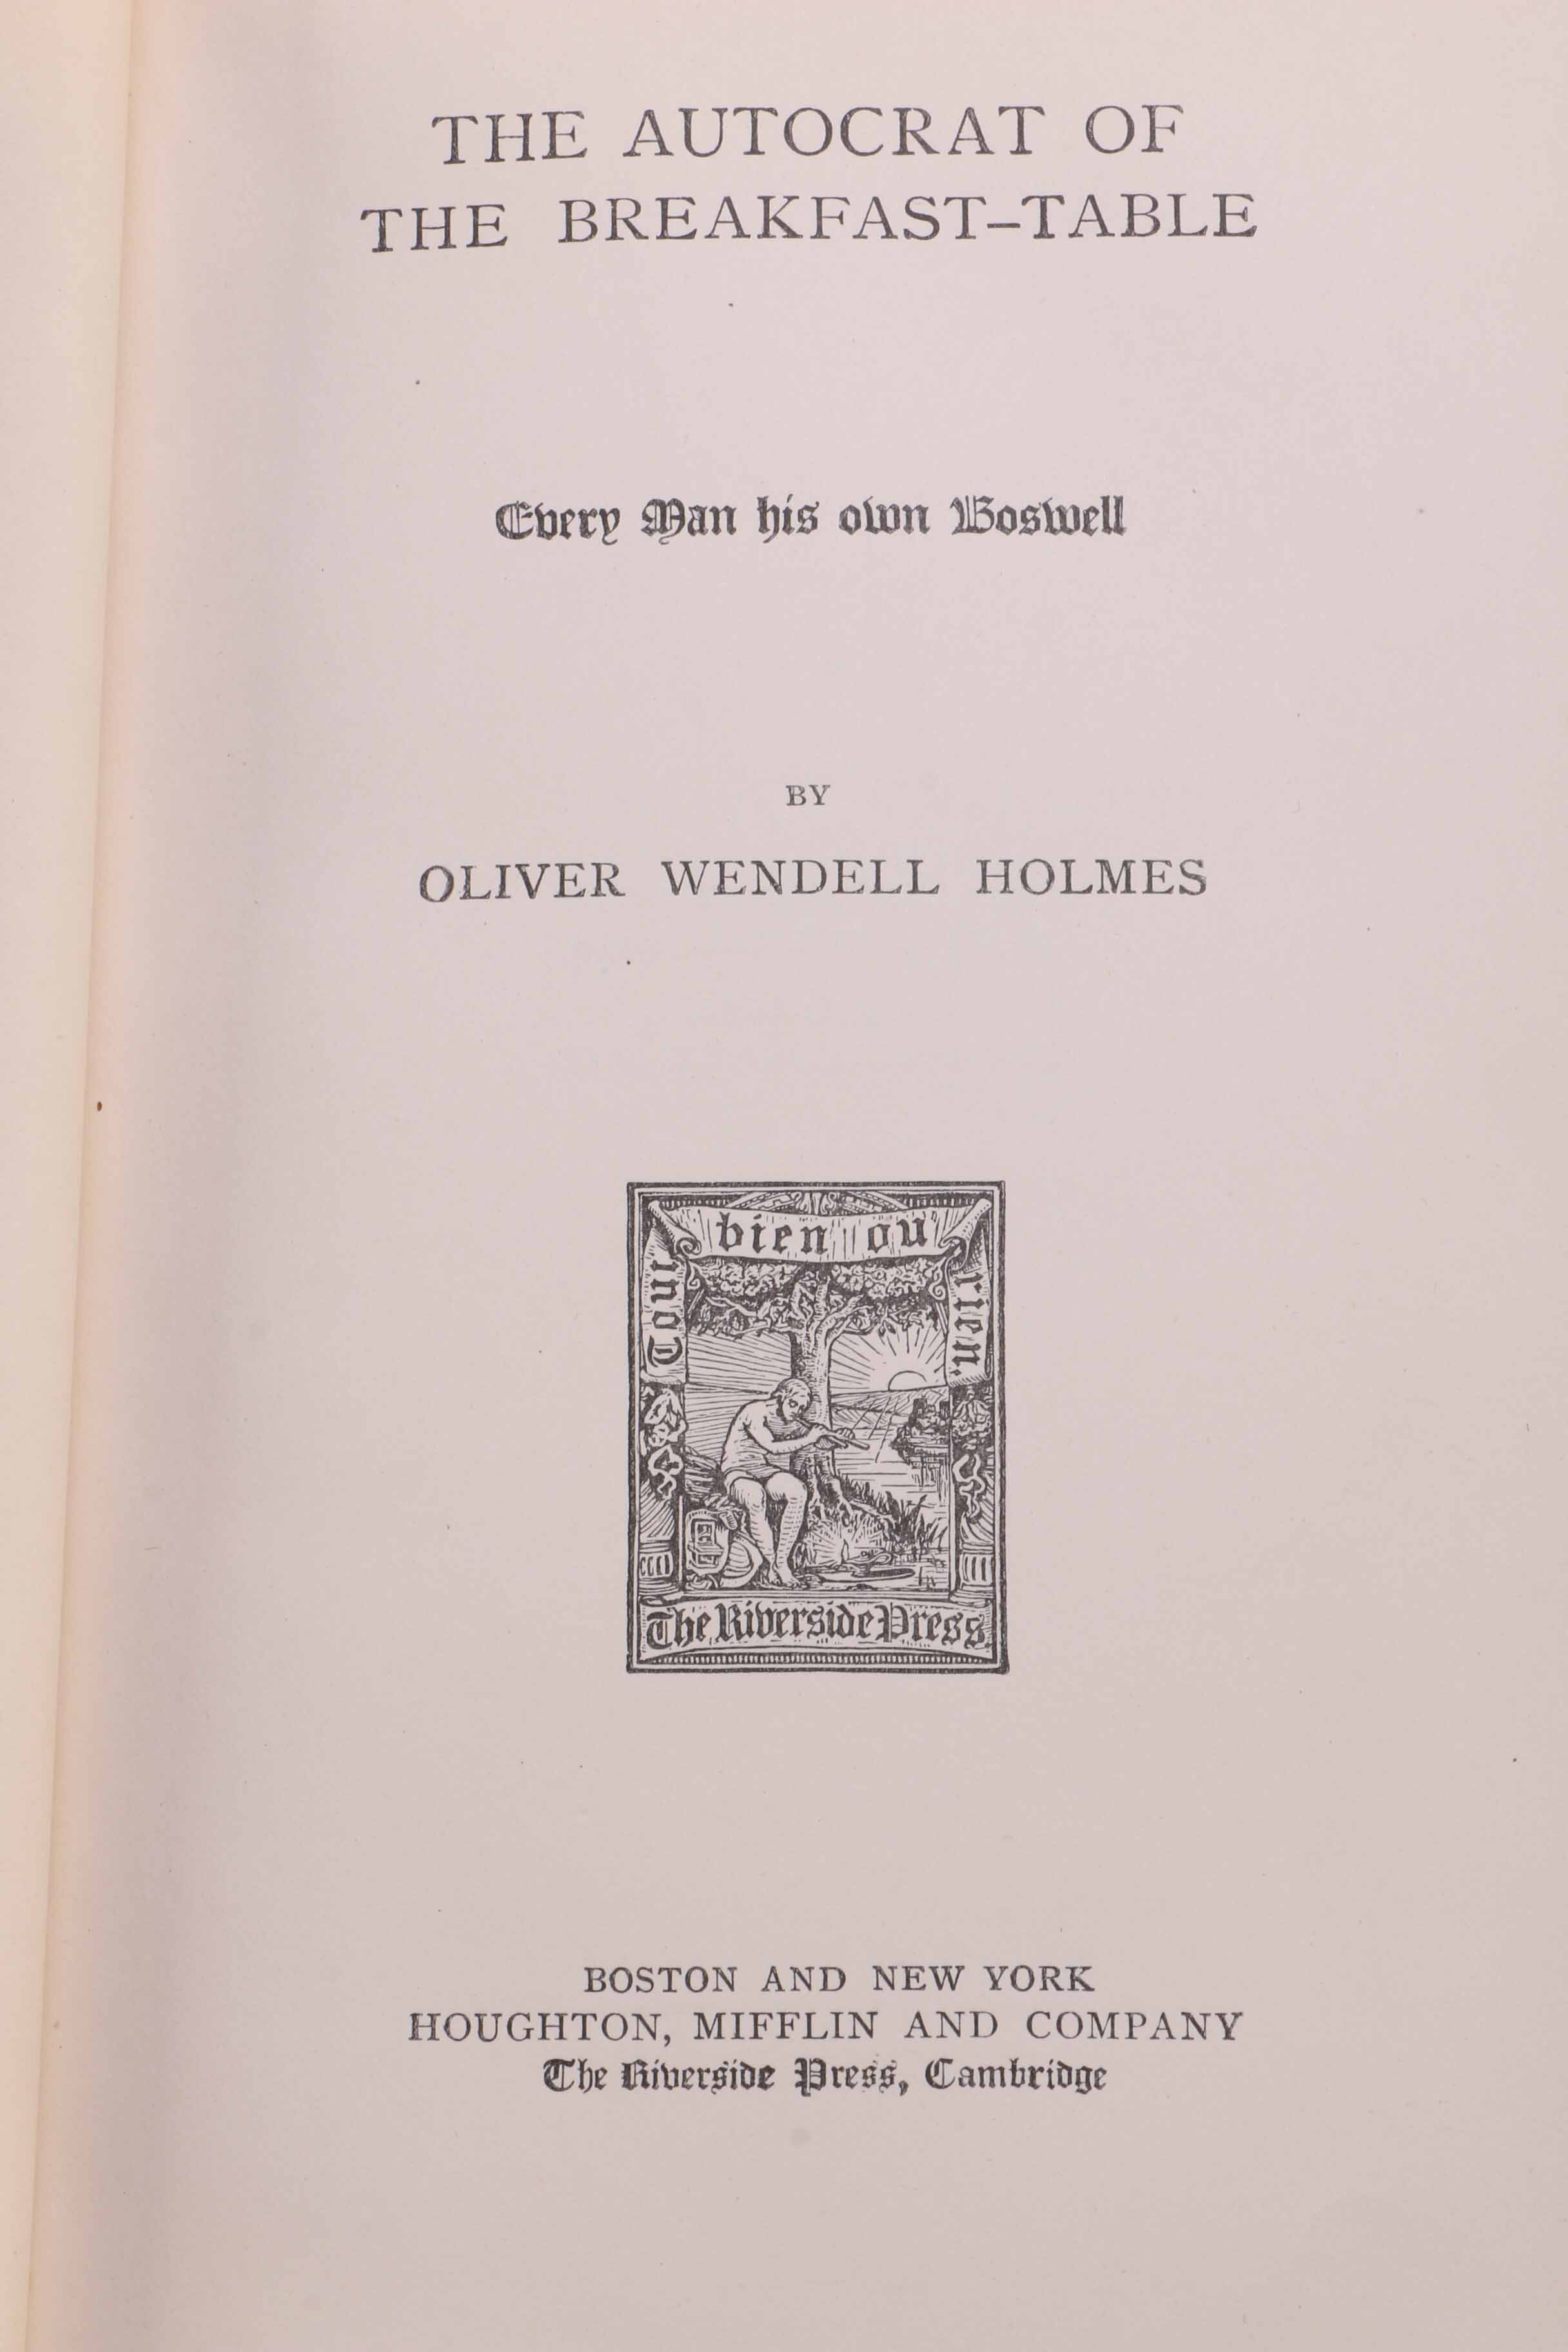 THE AUTOCRAT OF
THE BREAKFAST-TABLE
Every Man his own Boswell
BY
OLIVER WENDELL HOLMES
Tout bien ou rien
The Riverside Press
BOSTON AND NEW YORK
HOUGHTON, MIFFLIN AND COMPANY
The Riverside Press, Cambridge